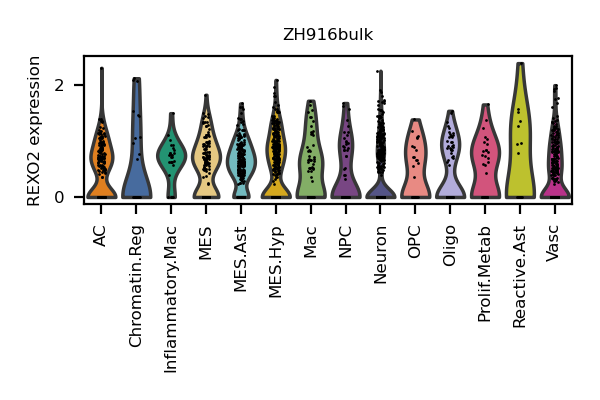 ZH916bulk
REXO2 expression
2
0
AC
Chromatin.Reg
Inflammatory.Mac
MES
MES.Ast
MES.Hyp
Mac
NPC
Neuron
OPC
Oligo
Prolif.Metab
Reactive.Ast
Vasc